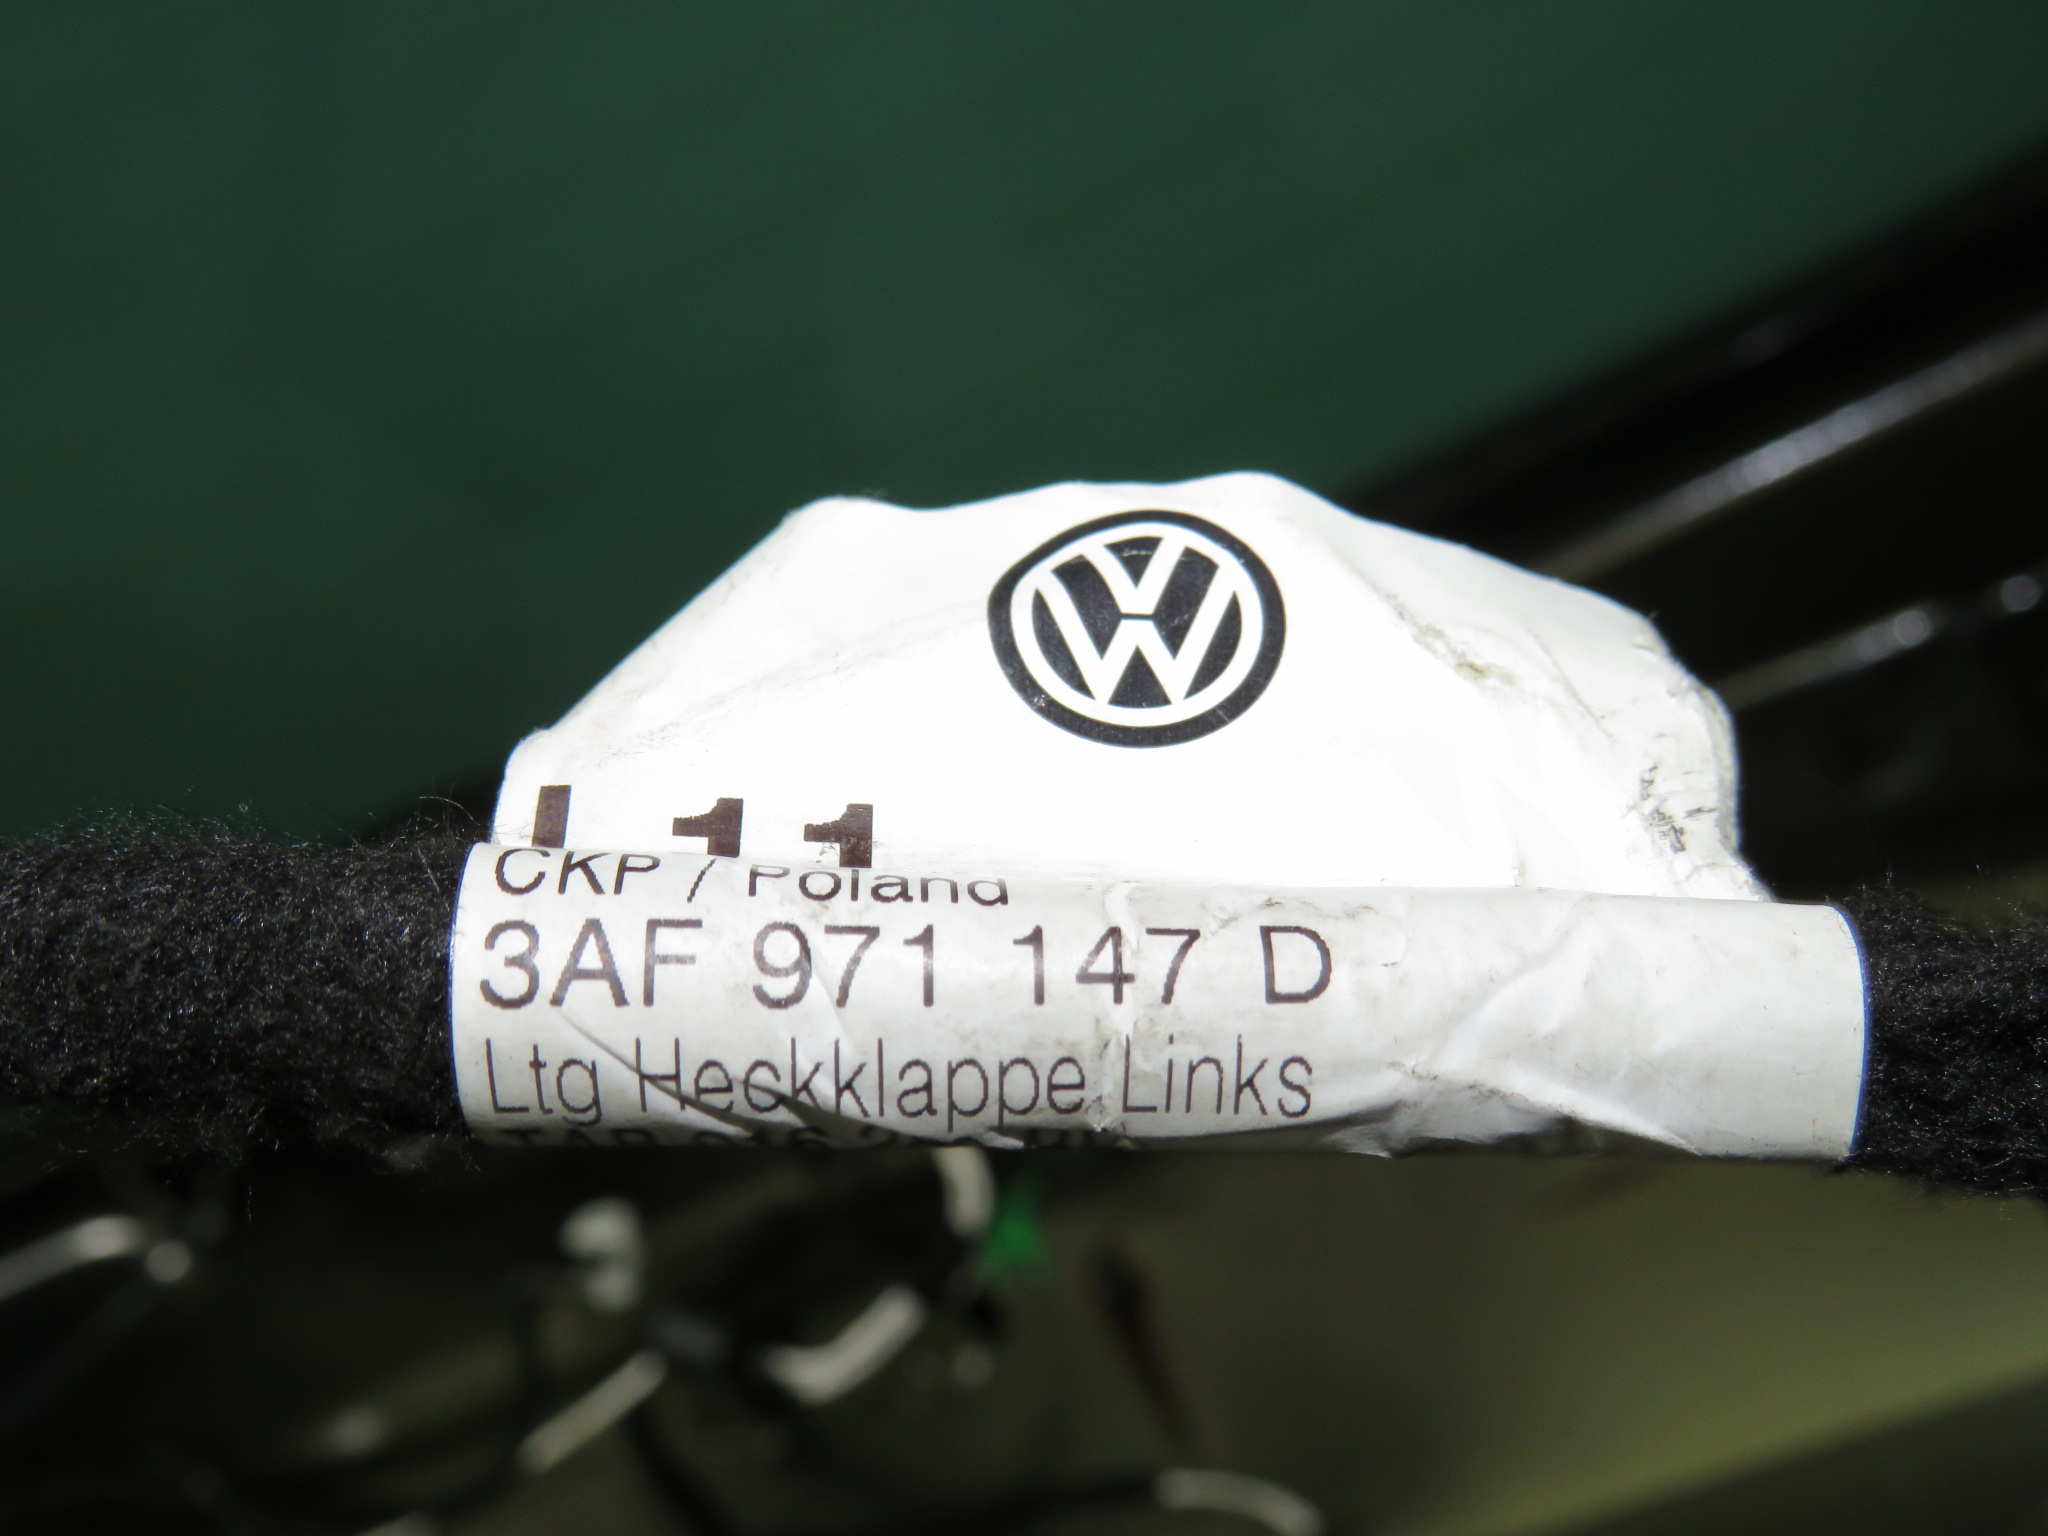 CKP / Poland
3AF 971 147 D
Ltg Heckklappe Links